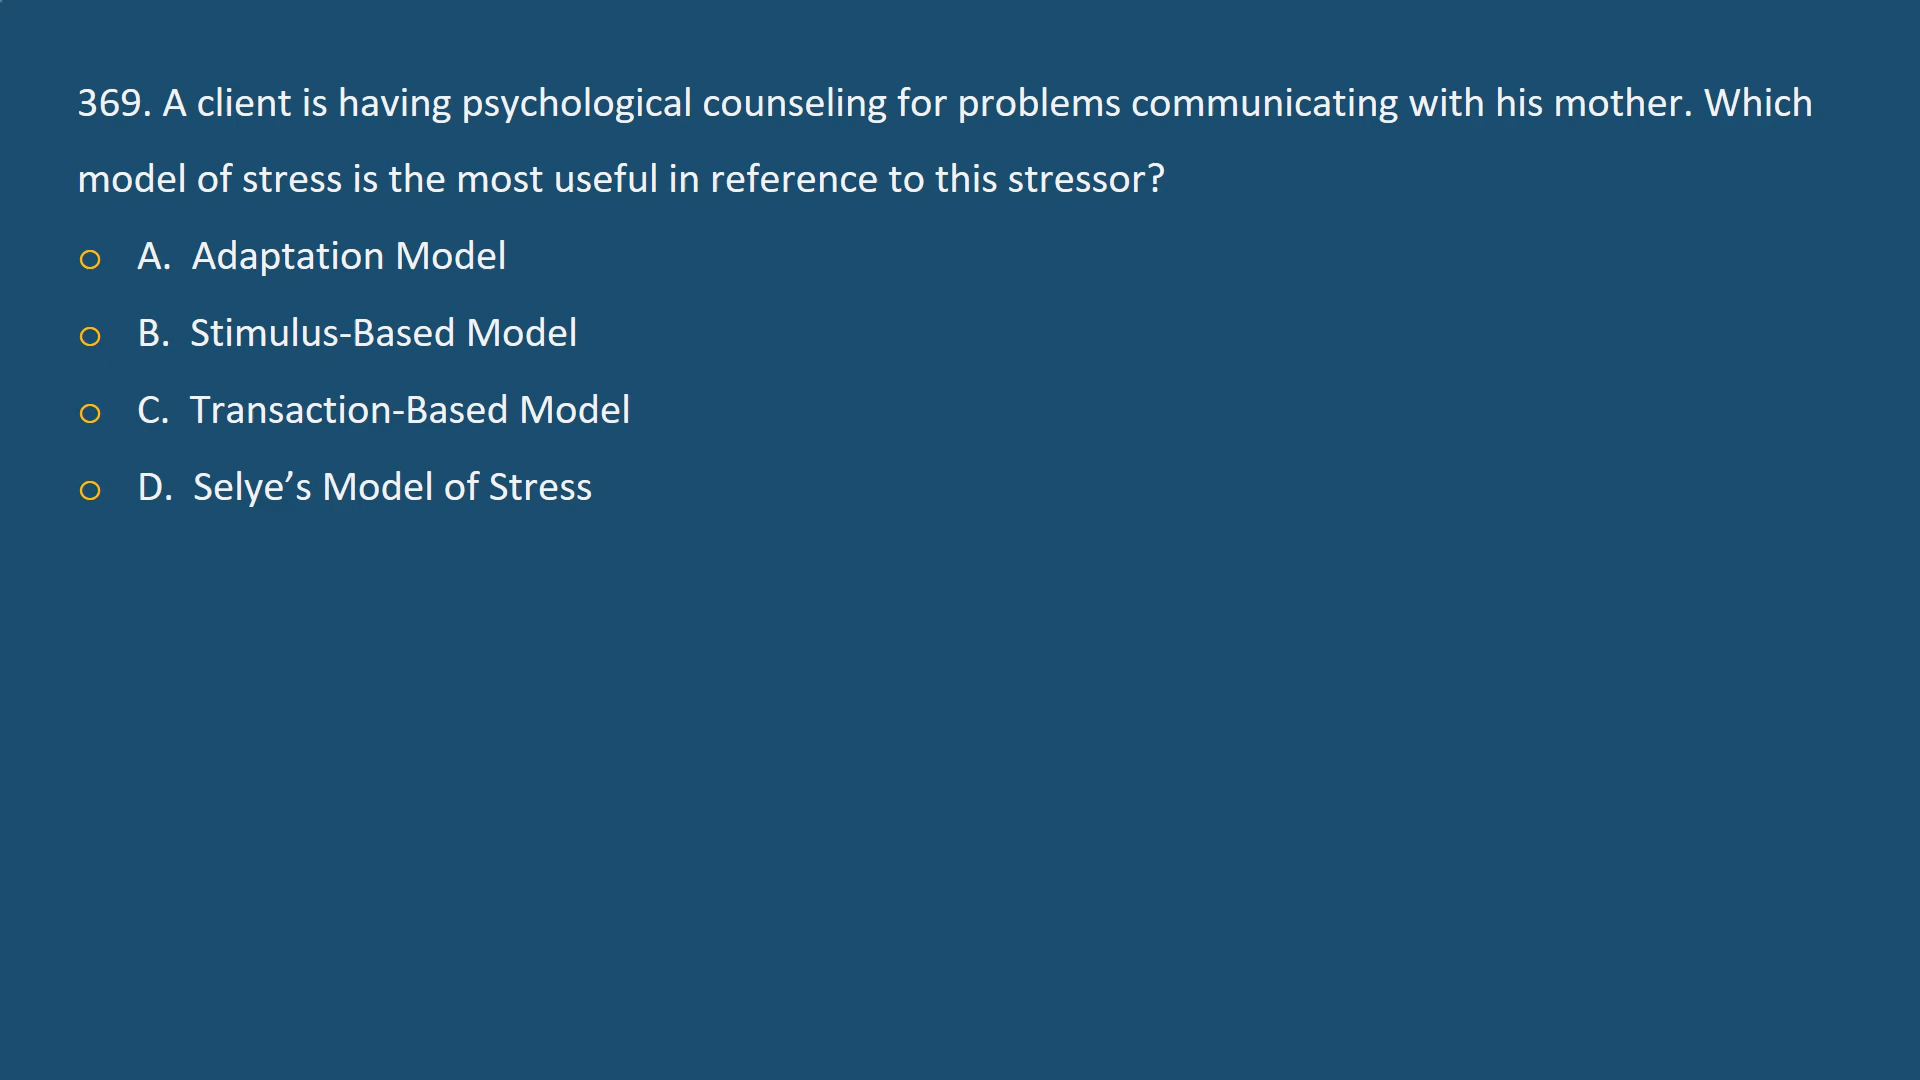 369. A client is having psychological counseling for problems communicating with his mother. Which
model of stress is the most useful in reference to this stressor?
A. Adaptation Model
B. Stimulus-Based Model
C. Transaction-Based Model
D. Selye’s Model of Stress